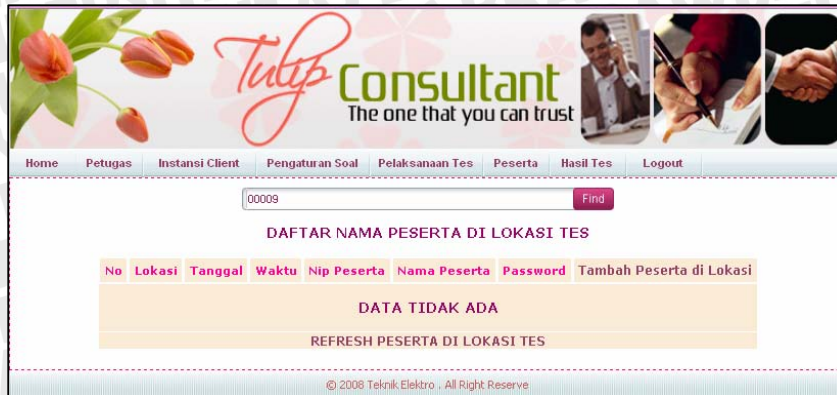 Tulip Consultant
The one that you can trust
Home Petugas Instansi Client Pengaturan Soal Pelaksanaan Tes Peserta Hasil Tes Logout
00009 Find
DAFTAR NAMA PESERTA DI LOKASI TES
No Lokasi Tanggal Waktu Nip Peserta Nama Peserta Password Tambah Peserta di Lokasi
DATA TIDAK ADA
REFRESH PESERTA DI LOKASI TES
© 2008 Teknik Elektro . All Right Reserve